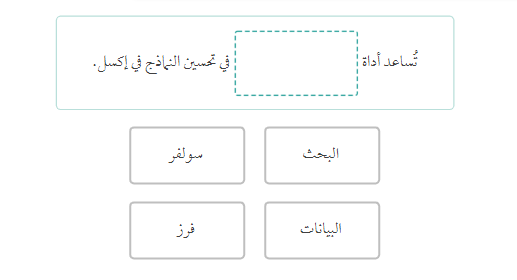 تُساعد أداة في تحسين النماذج في إكسل.
البحث
سولفر
البيانات
فرز